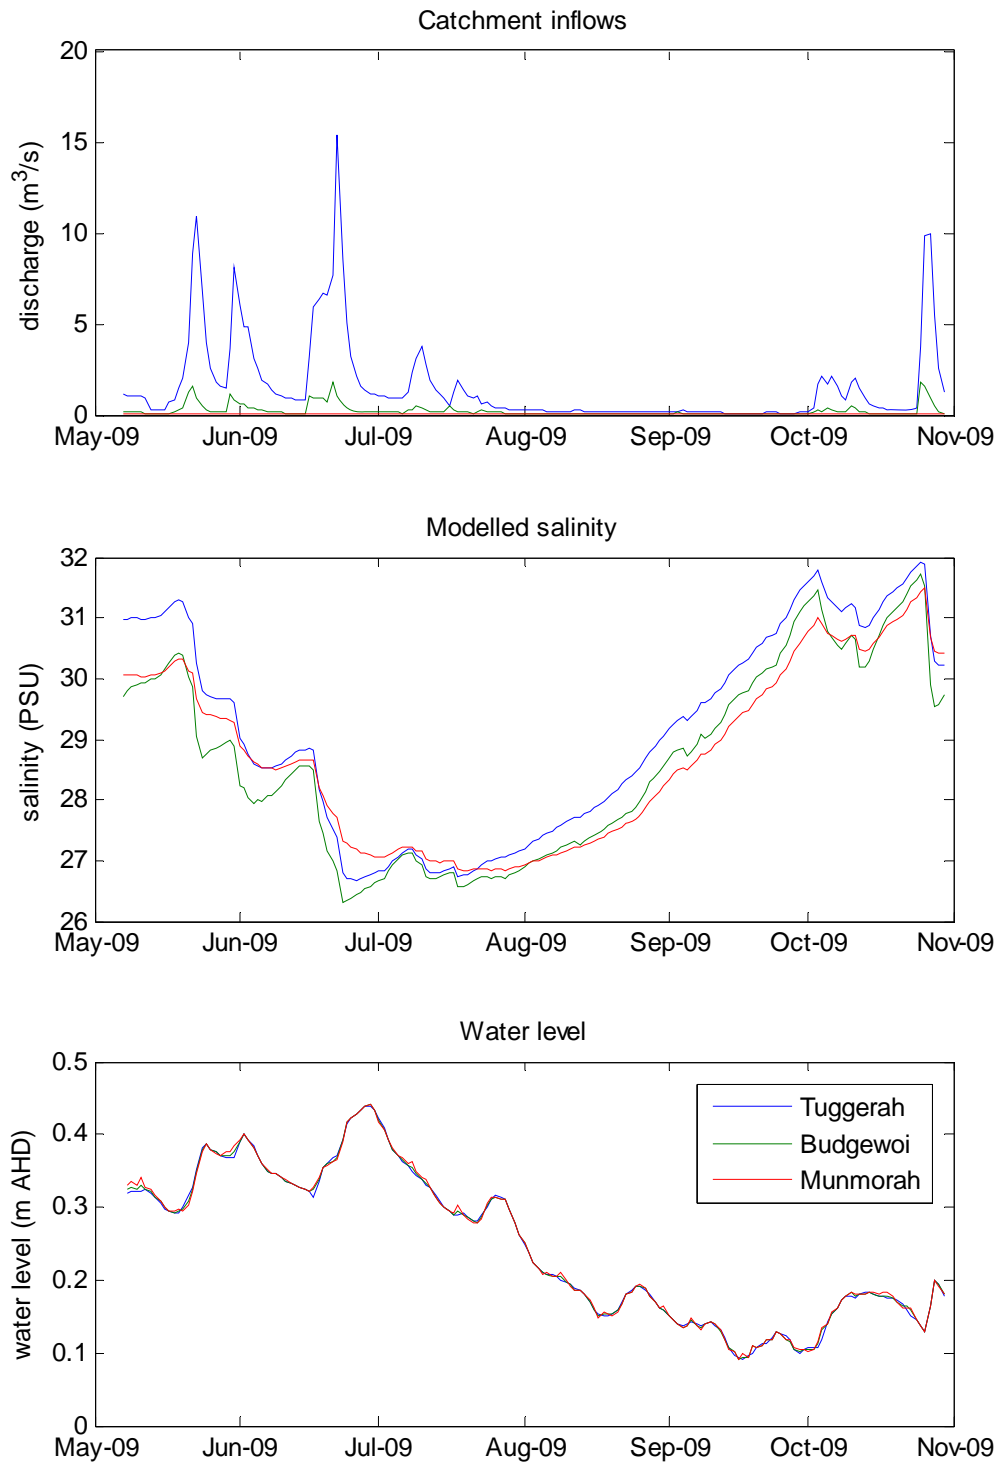 Catchment inflows
20
15
10
5
0
discharge (m³/s)
May-09 Jun-09 Jul-09 Aug-09 Sep-09 Oct-09 Nov-09
Modelled salinity
32
31
30
29
28
27
26
salinity (PSU)
May-09 Jun-09 Jul-09 Aug-09 Sep-09 Oct-09 Nov-09
Water level
0.5
0.4
0.3
0.2
0.1
0
water level (m AHD)
Tuggerah
Budgewoi
Munmorah
May-09 Jun-09 Jul-09 Aug-09 Sep-09 Oct-09 Nov-09